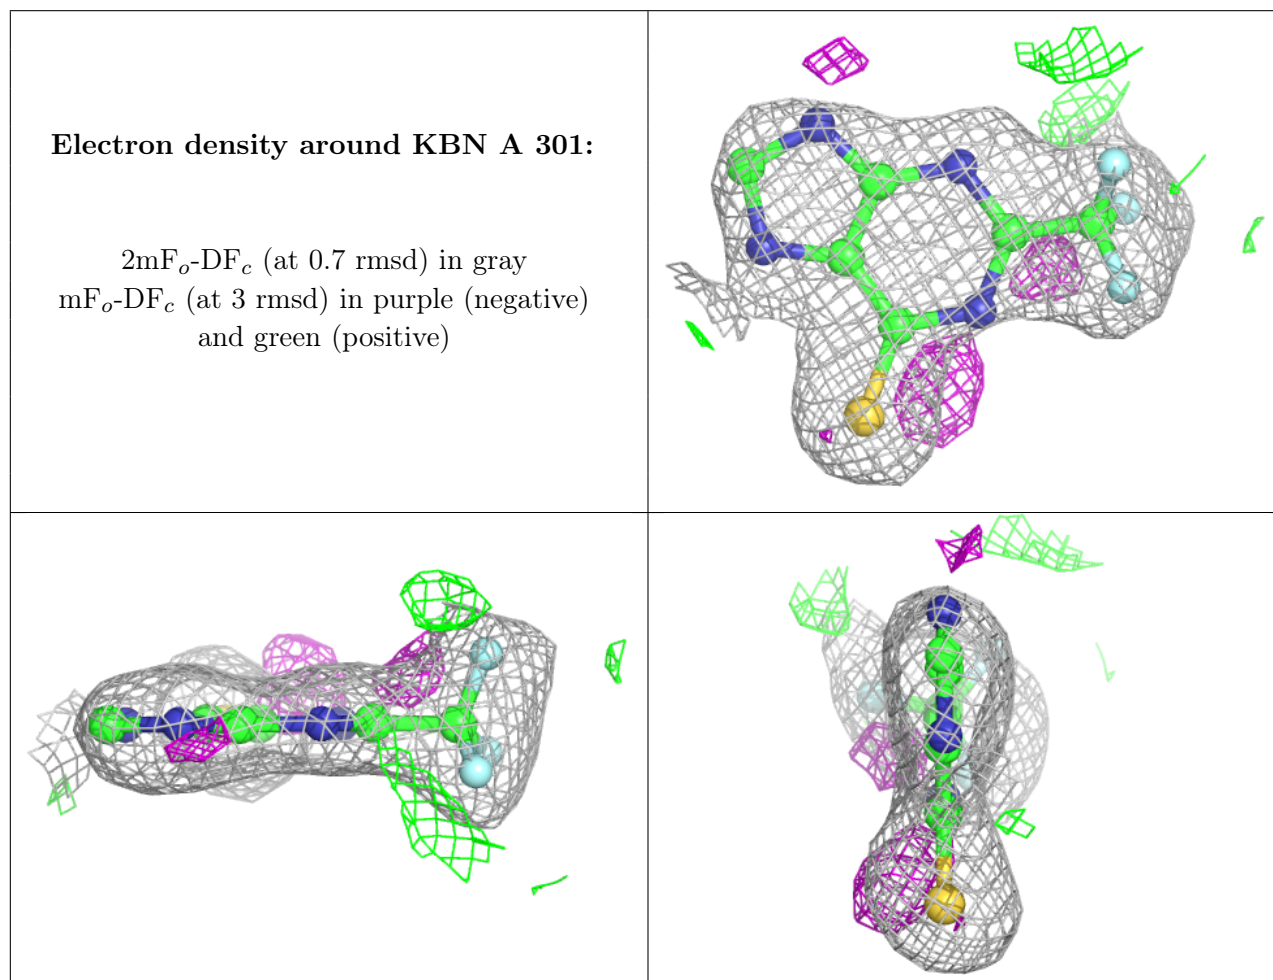 Electron density around KBN A 301:
2mFo-DFc (at 0.7 rmsd) in gray
mFo-DFc (at 3 rmsd) in purple (negative)
and green (positive)